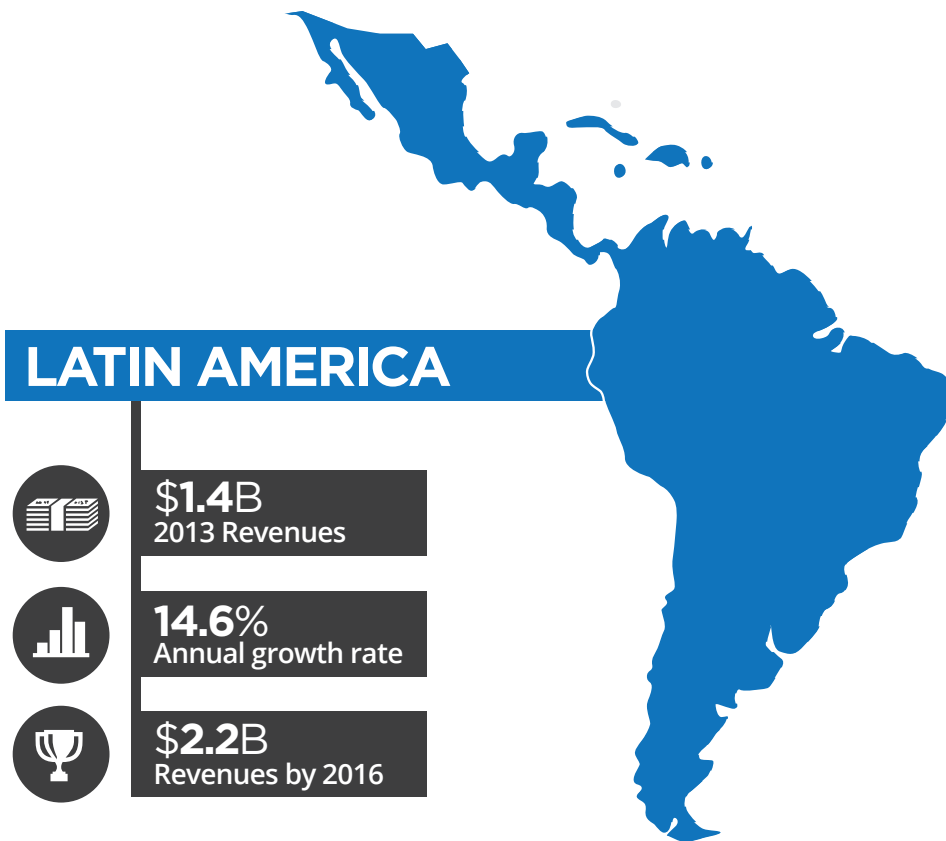 LATIN AMERICA
$1.4B
2013 Revenues
14.6%
Annual growth rate
$2.2B
Revenues by 2016